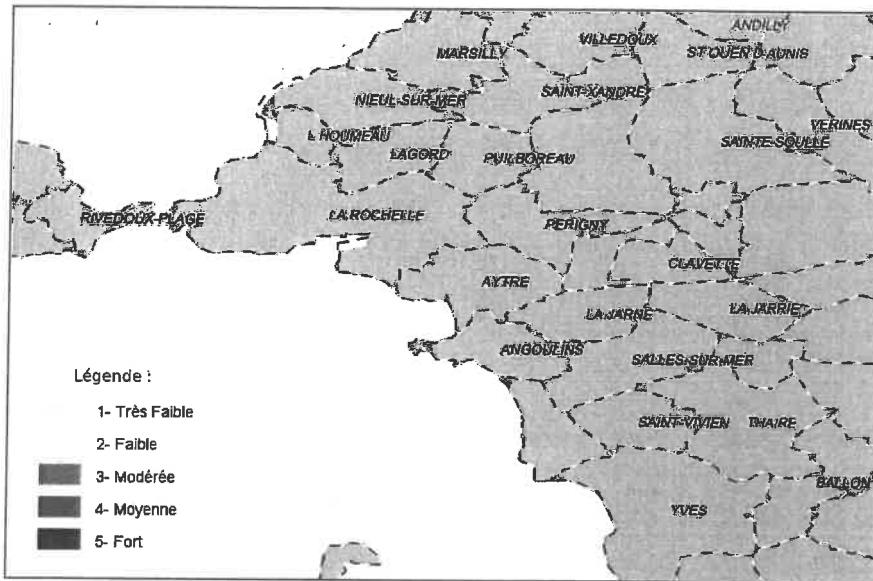 ANDILLY
VILLEDOUX
MARSILLY
ST OUEN D'AUNIS
NIEUL-SUR-MER
SAINT-XANDRE
VERINES
L HOUMEAU
SAINTE-SOULLE
LAGORD
PUILBOREAU
RIVEDOUX-PLAGE
LA ROCHELLE
PERIGNY
CLAVETTE
AYTRE
LA JARNE
LA JARRIE
ANGOULINS
SALLES-SUR-MER
Légende :
1- Très Faible
SAINT-VIVIEN
THAIRE
2- Faible
3- Modérée
BALLON
4- Moyenne
YVES
5- Fort